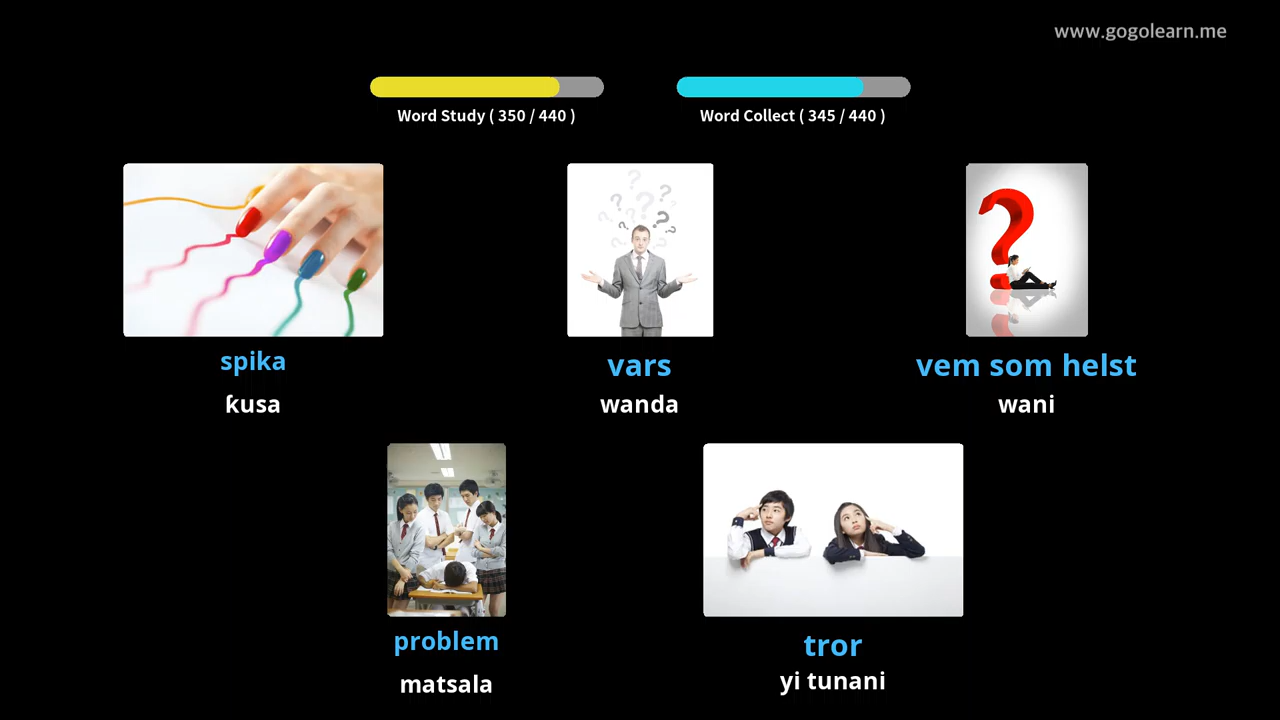 www.gogolearn.me
Word Study ( 350 / 440 )
Word Collect ( 345 / 440 )
spika
ƙusa
vars
wanda
vem som helst
wani
problem
matsala
tror
yi tunani